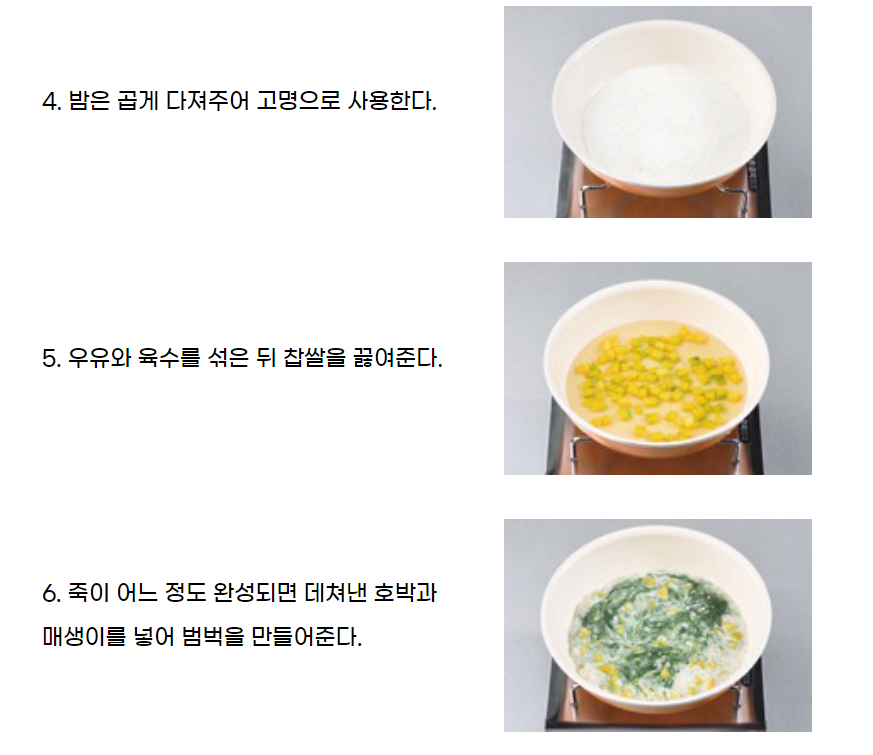 4. 밤은 곱게 다져주어 고명으로 사용한다.
5. 우유와 육수를 섞은 뒤 찹쌀을 끓여준다.
6. 죽이 어느 정도 완성되면 데쳐낸 호박과
매생이를 넣어 범벅을 만들어준다.